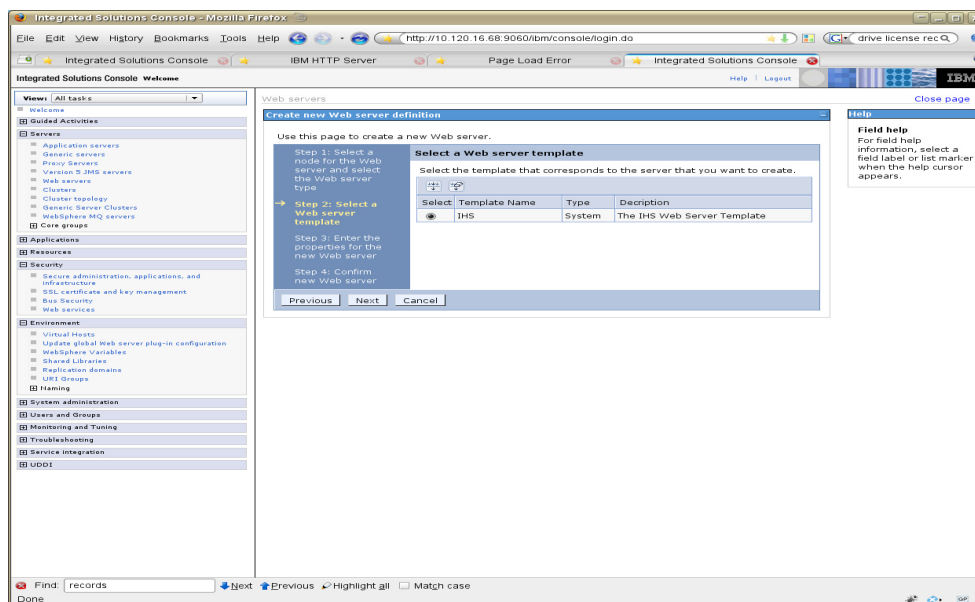 Integrated Solutions Console - Mozilla Firefox
File Edit View History Bookmarks Tools Help
http://10.120.16.68:9060/ibm/console/login.do
drive license rec
Integrated Solutions Console
IBM HTTP Server
Page Load Error
Integrated Solutions Console
Integrated Solutions Console Welcome
Help | Logout
IBM
View: All tasks
Welcome
Guided Activities
Servers
Application servers
Generic servers
Proxy Servers
Version 5 JMS servers
Web servers
Clusters
Cluster topology
Generic Server Clusters
WebSphere MQ servers
Core groups
Applications
Resources
Security
Secure administration, applications, and
infrastructure
SSL certificate and key management
Bus Security
Web services
Environment
Virtual Hosts
Update global Web server plug-in configuration
WebSphere Variables
Shared Libraries
Replication domains
URI Groups
Naming
System administration
Users and Groups
Monitoring and Tuning
Troubleshooting
Service integration
UDDI
Web servers
Close page
Create new Web server definition
Use this page to create a new Web server.
Step 1: Select a
node for the Web
server and select
the Web server
type
Step 2: Select a
Web server
template
Step 3: Enter the
properties for the
new Web server
Step 4: Confirm
new Web server
Select a Web server template
Select the template that corresponds to the server that you want to create.
Select Template Name Type Decription
IHS System The IHS Web Server Template
Previous Next Cancel
Help
Field help
For field help
information, select a
field label or list marker
when the help cursor
appears.
Find: records Next Previous Highlight all Match case
Done